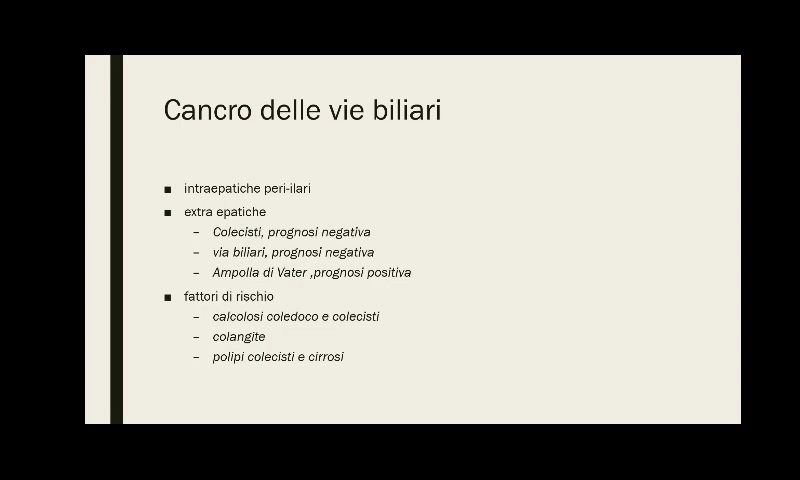 Cancro delle vie biliari
■ intraepatiche peri-ilari
■ extra epatiche
– Colecisti, prognosi negativa
– via biliari, prognosi negativa
– Ampolla di Vater ,prognosi positiva
■ fattori di rischio
– calcolosi coledoco e colecisti
– colangite
– polipi colecisti e cirrosi